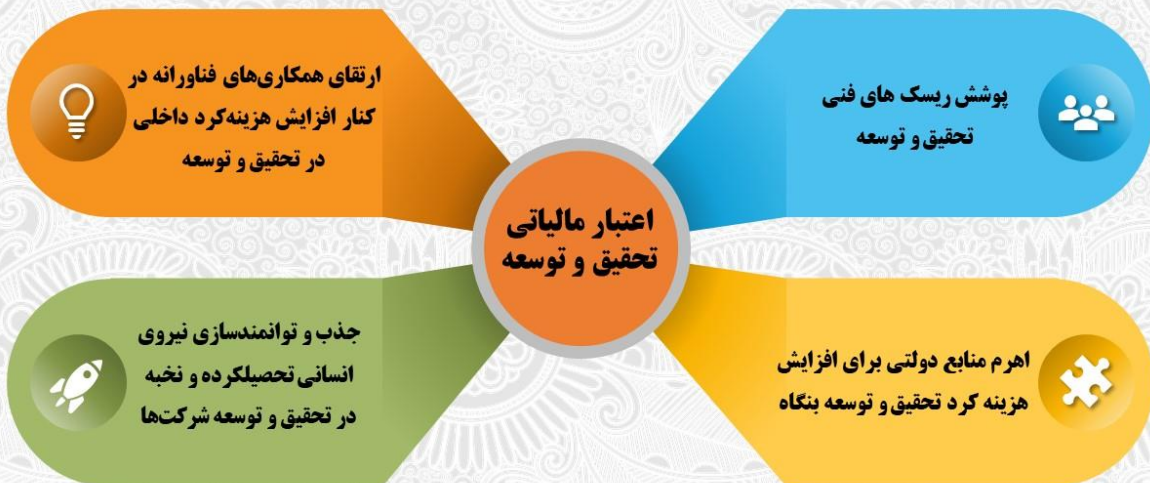 اعتبار مالیاتی
تحقیق و توسعه
پوشش ریسک های فنی
تحقیق و توسعه
ارتقای همکاری‌های فناورانه در
کنار افزایش هزینه‌کرد داخلی
در تحقیق و توسعه
اهرم منابع دولتی برای افزایش
هزینه کرد تحقیق و توسعه بنگاه
جذب و توانمندسازی نیروی
انسانی تحصیلکرده و نخبه
در تحقیق و توسعه شرکت‌ها